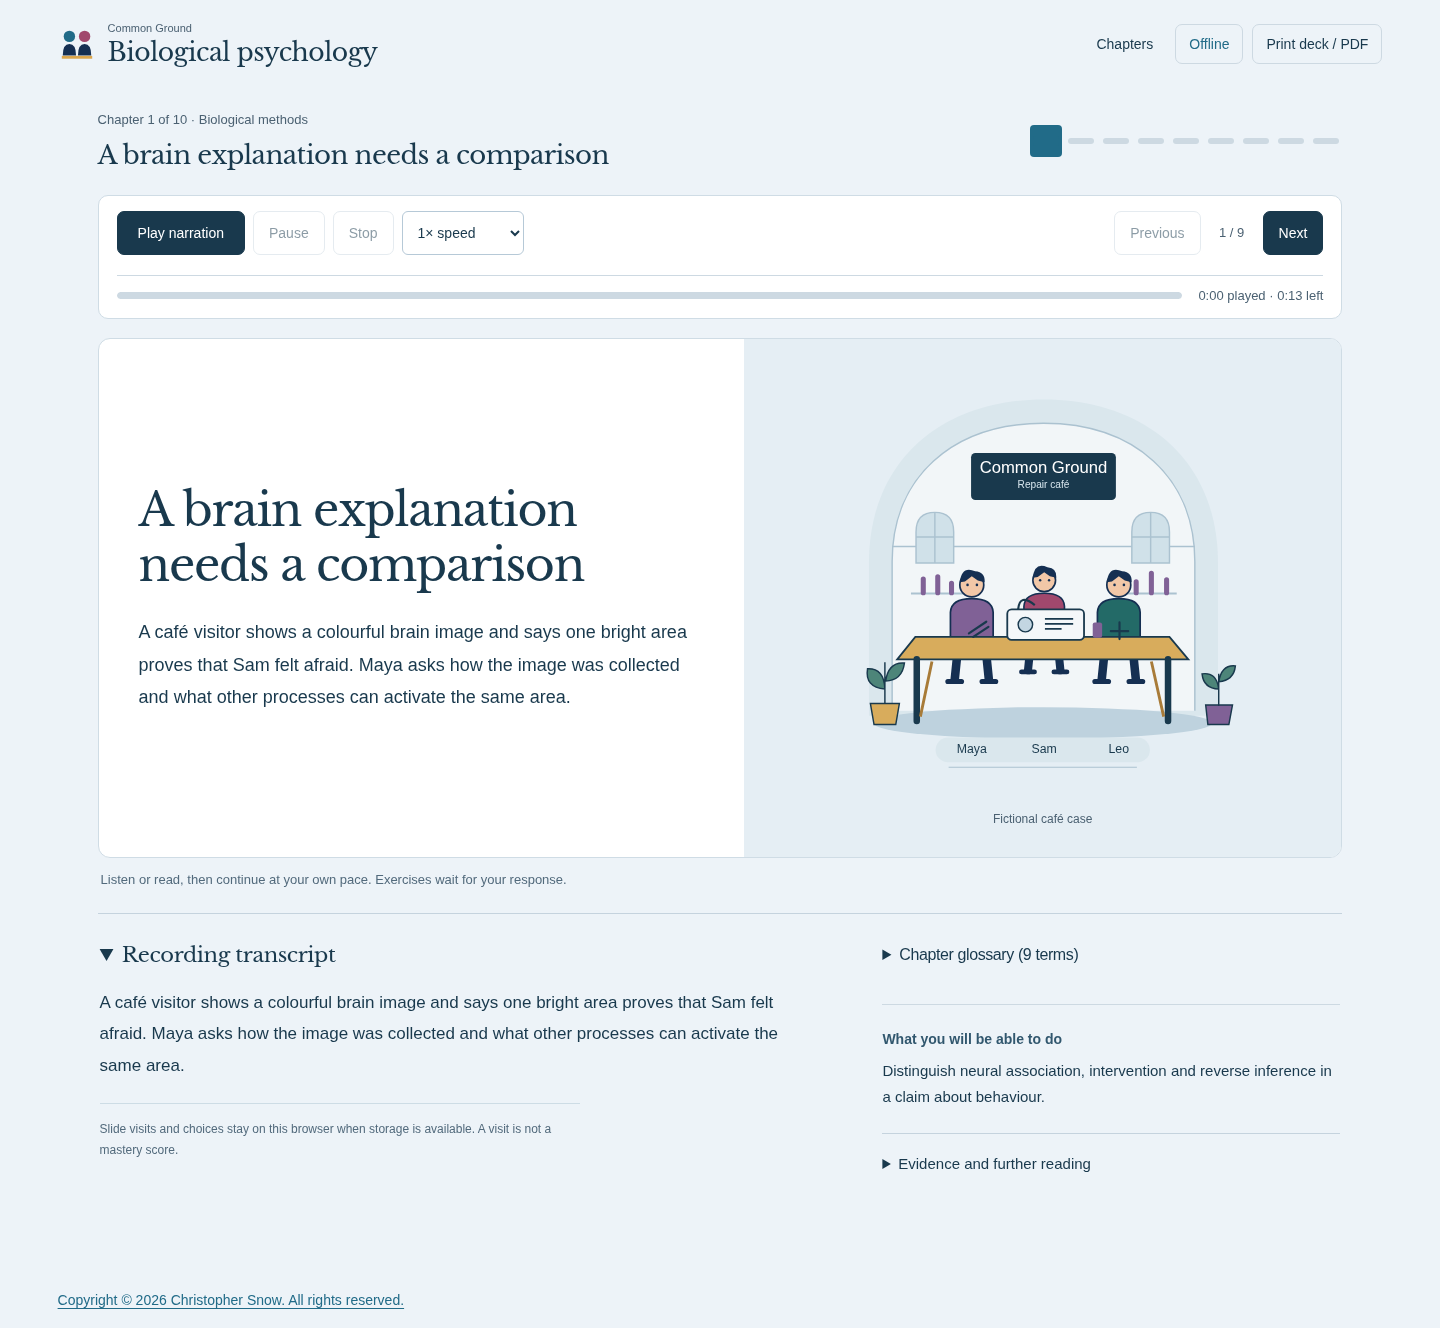 Common Ground
Biological psychology
Chapters
Offline
Print deck / PDF
Chapter 1 of 10 · Biological methods
A brain explanation needs a comparison
Play narration
Pause
Stop
1× speed
Previous
1 / 9
Next
0:00 played · 0:13 left
A brain explanation
needs a comparison
A café visitor shows a colourful brain image and says one bright area
proves that Sam felt afraid. Maya asks how the image was collected
and what other processes can activate the same area.
Common Ground
Repair café
Maya
Sam
Leo
Fictional café case
Listen or read, then continue at your own pace. Exercises wait for your response.
Recording transcript
A café visitor shows a colourful brain image and says one bright area proves that Sam felt
afraid. Maya asks how the image was collected and what other processes can activate the
same area.
Slide visits and choices stay on this browser when storage is available. A visit is not a
mastery score.
Chapter glossary (9 terms)
What you will be able to do
Distinguish neural association, intervention and reverse inference in
a claim about behaviour.
Evidence and further reading
Copyright © 2026 Christopher Snow. All rights reserved.